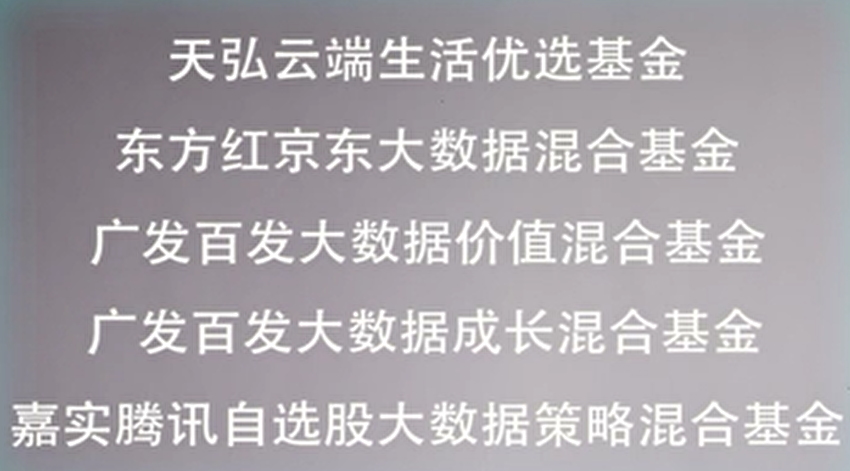 天弘云端生活优选基金
东方红京东大数据混合基金
广发百发大数据价值混合基金
广发百发大数据成长混合基金
嘉实腾讯自选股大数据策略混合基金